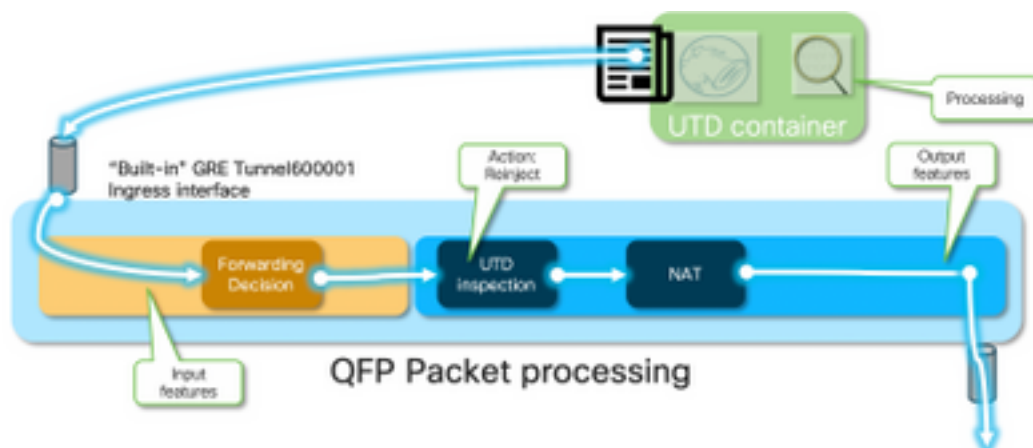 Processing
UTD container
"Built-in" GRE Tunnel600001
Ingress interface
Action:
Reinject
Output
features
Forwarding
Decision
UTD
inspection
NAT
Input
features
QFP Packet processing